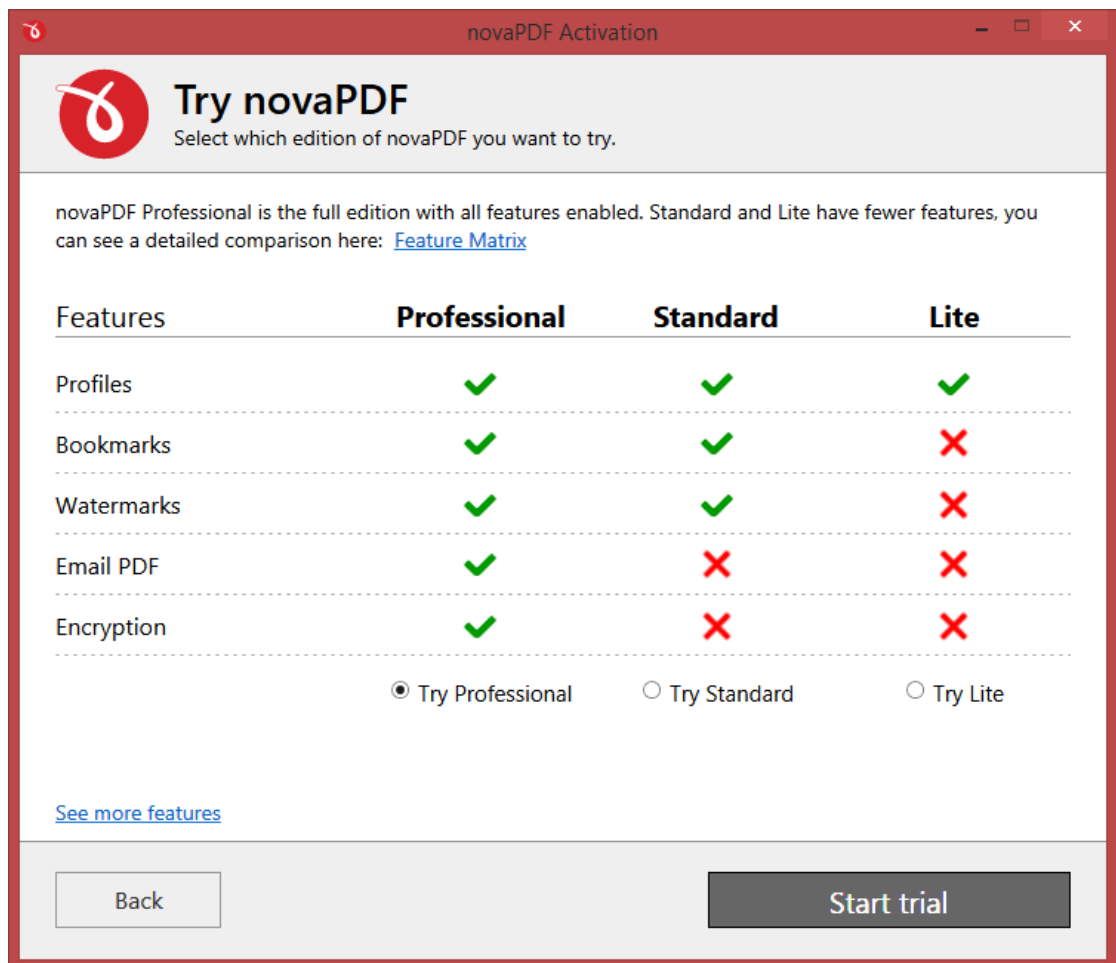 novaPDF Activation
Try novaPDF
Select which edition of novaPDF you want to try.
novaPDF Professional is the full edition with all features enabled. Standard and Lite have fewer features, you
can see a detailed comparison here: Feature Matrix
Features Professional Standard Lite
Profiles
Bookmarks
Watermarks
Email PDF
Encryption
Try Professional Try Standard Try Lite
See more features
Back Start trial